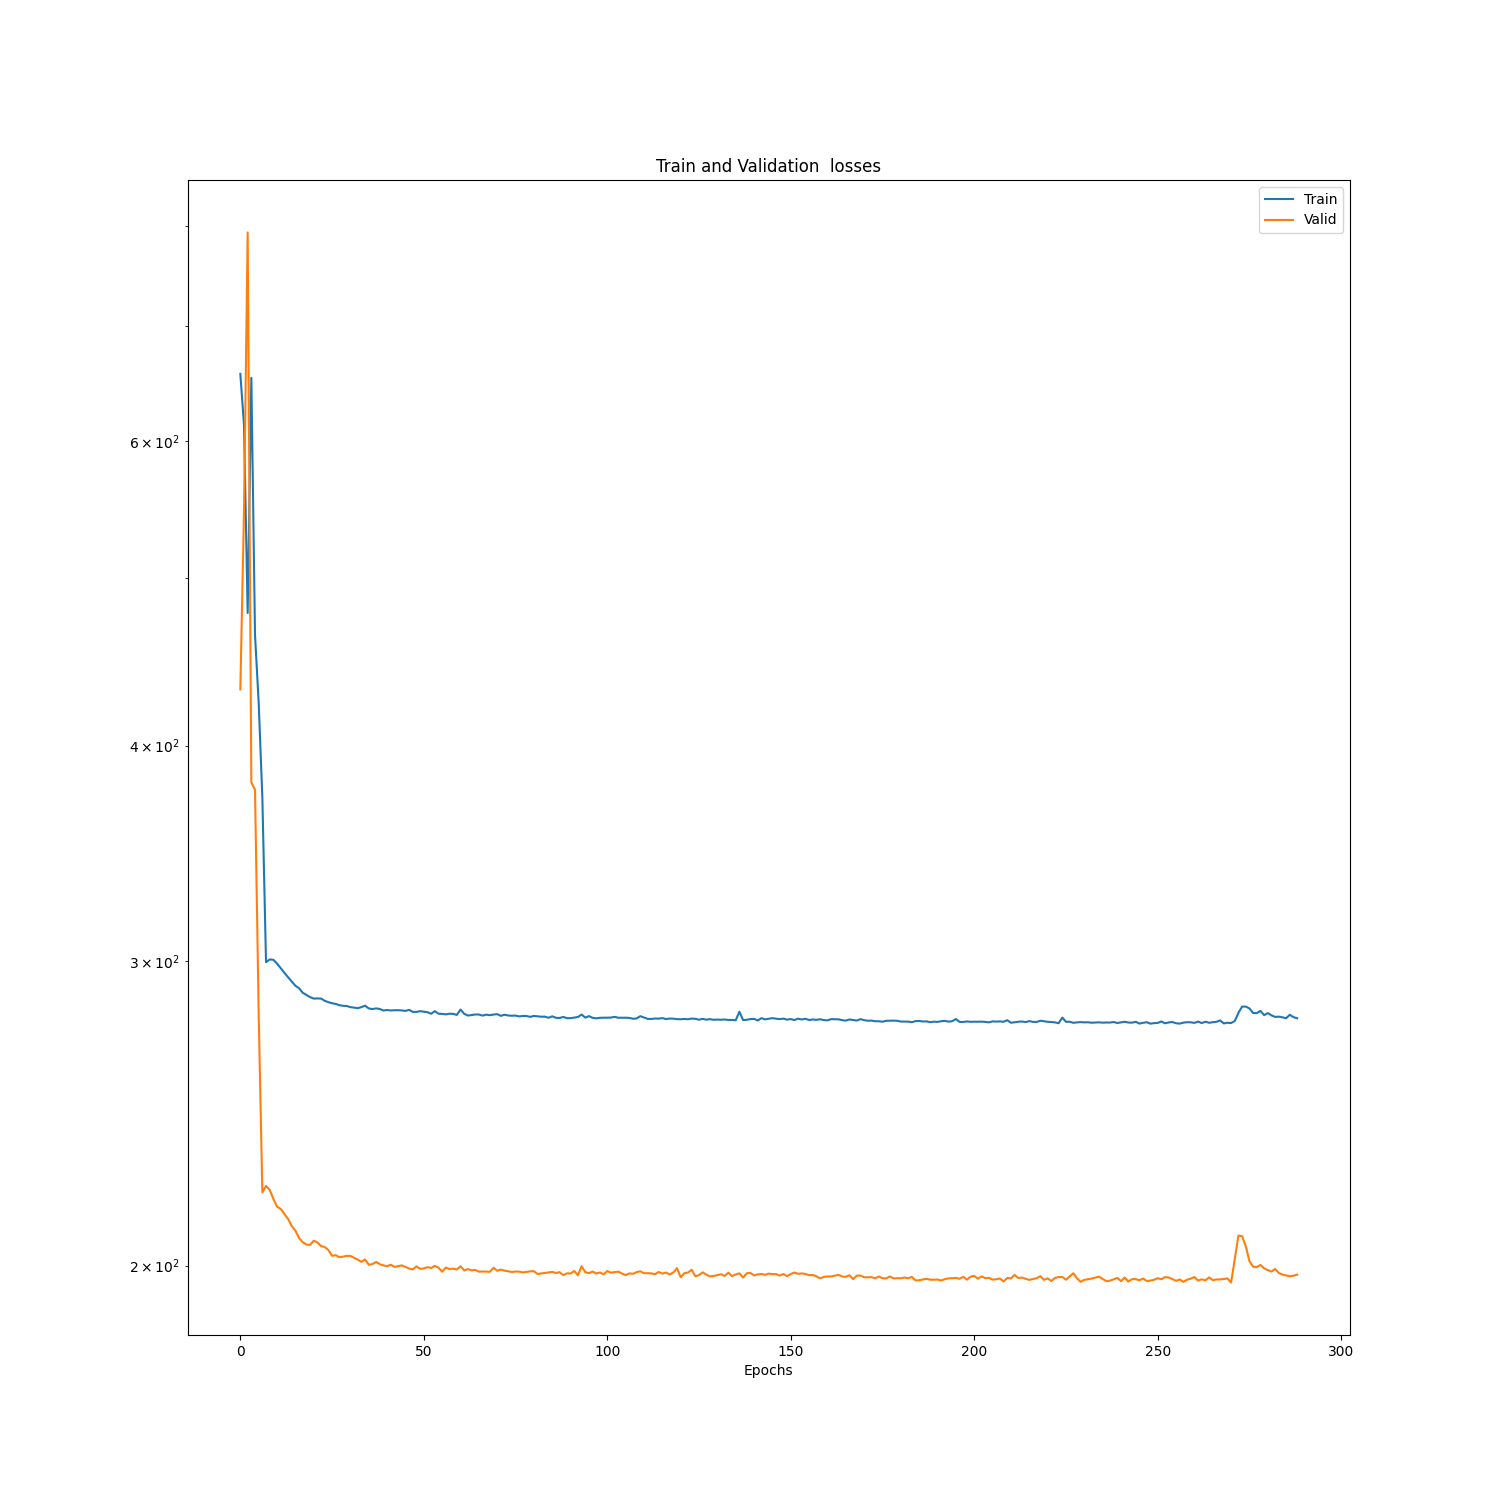 Train and Validation  losses
Train
Valid
6 × 10²
4 × 10²
3 × 10²
2 × 10²
0 50 100 150 200 250 300
Epochs